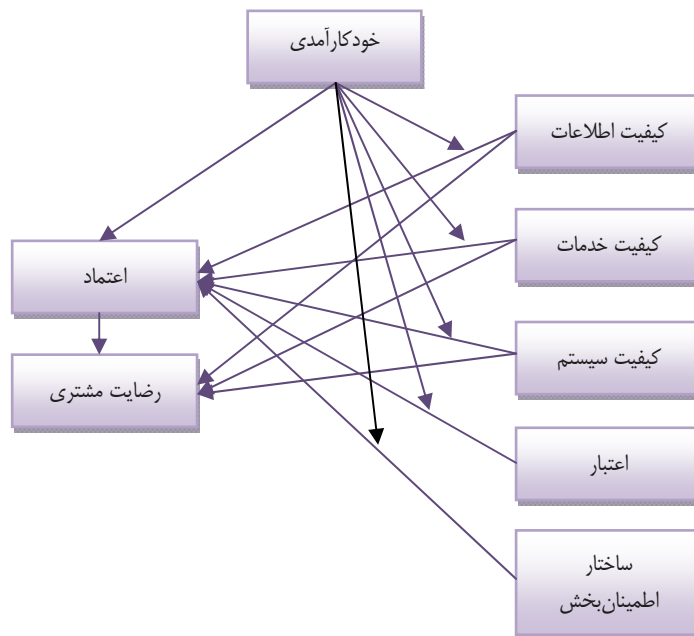 خودکارآمدی
کیفیت اطلاعات
کیفیت خدمات
اعتماد
کیفیت سیستم
رضایت مشتری
اعتبار
ساختار
اطمینان‌بخش